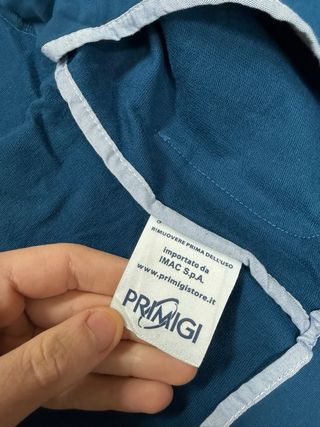 RIMUOVERE PRIMA DELL'USO
importato da
IMAC S.p.A.
www.primigistore.it
PRIMIGI